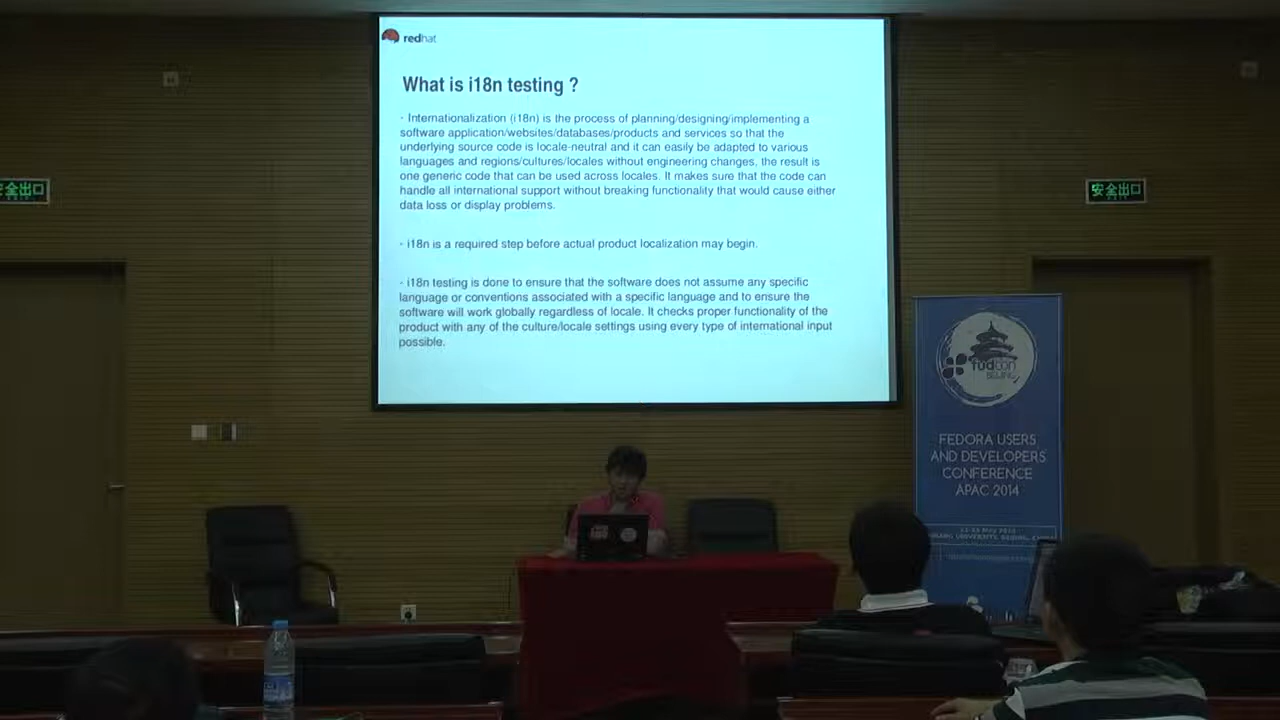 redhat
What is i18n testing ?
- Internationalization (i18n) is the process of planning/designing/implementing a
software application/websites/databases/products and services so that the
underlying source code is locale-neutral and it can easily be adapted to various
languages and regions/cultures/locales without engineering changes, the result is
one generic code that can be used across locales. It makes sure that the code can
handle all international support without breaking functionality that would cause either
data loss or display problems.
- i18n is a required step before actual product localization may begin.
- i18n testing is done to ensure that the software does not assume any specific
language or conventions associated with a specific language and to ensure the
software will work globally regardless of locale. It checks proper functionality of the
product with any of the culture/locale settings using every type of international input
possible.
安全出口
安全出口
fudcon
BEIJING
FEDORA USERS
AND DEVELOPERS
CONFERENCE
APAC 2014